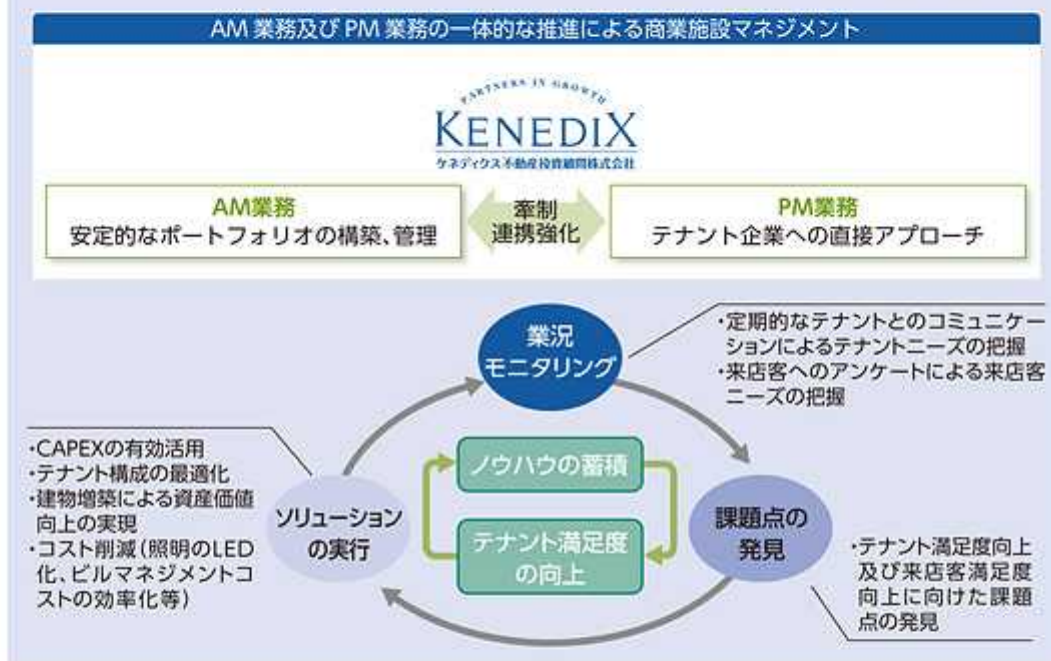 AM 業務及び PM 業務の一体的な推進による商業施設マネジメント
PARTNERS IN GROWTH
KENEDIX
ケネディクス不動産投資顧問株式会社
AM業務
安定的なポートフォリオの構築、管理
牽制
連携強化
PM業務
テナント企業への直接アプローチ
業況
モニタリング
・定期的なテナントとのコミュニケー
ションによるテナントニーズの把握
・来店客へのアンケートによる来店客
ニーズの把握
・CAPEXの有効活用
・テナント構成の最適化
・建物増築による資産価値
向上の実現
・コスト削減（照明のLED
化、ビルマネジメントコ
ストの効率化等）
ソリューション
の実行
ノウハウの蓄積
テナント満足度
の向上
課題点の
発見
・テナント満足度向上
及び来店客満足度
向上に向けた課題
点の発見